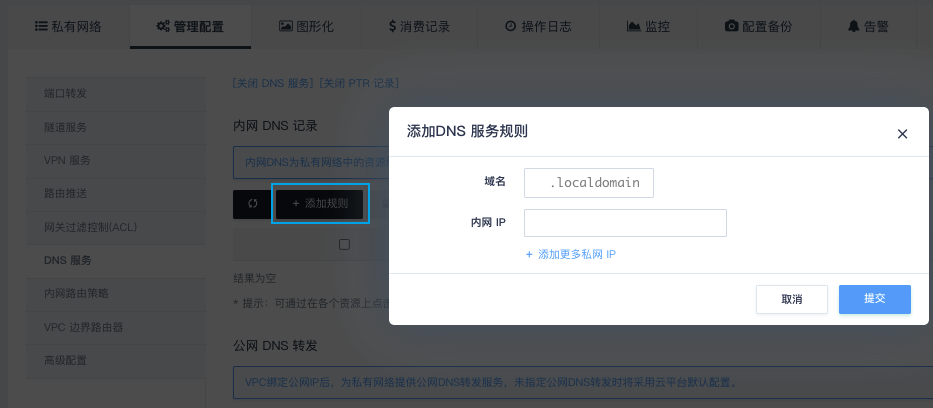 私有网络
管理配置
图形化
消费记录
操作日志
监控
配置备份
告警
端口转发
隧道服务
VPN 服务
路由推送
网关过滤控制(ACL)
DNS 服务
内网路由策略
VPC 边界路由器
高级配置
[关闭 DNS 服务] [关闭 PTR 记录]
内网 DNS 记录
内网DNS为私有网络中的资源
+ 添加规则
结果为空
* 提示：可通过在各个资源上点击
公网 DNS 转发
VPC绑定公网IP后，为私有网络提供公网DNS转发服务，未指定公网DNS转发时将采用云平台默认配置。
添加DNS 服务规则
域名
.localdomain
内网 IP
+ 添加更多私网 IP
取消
提交